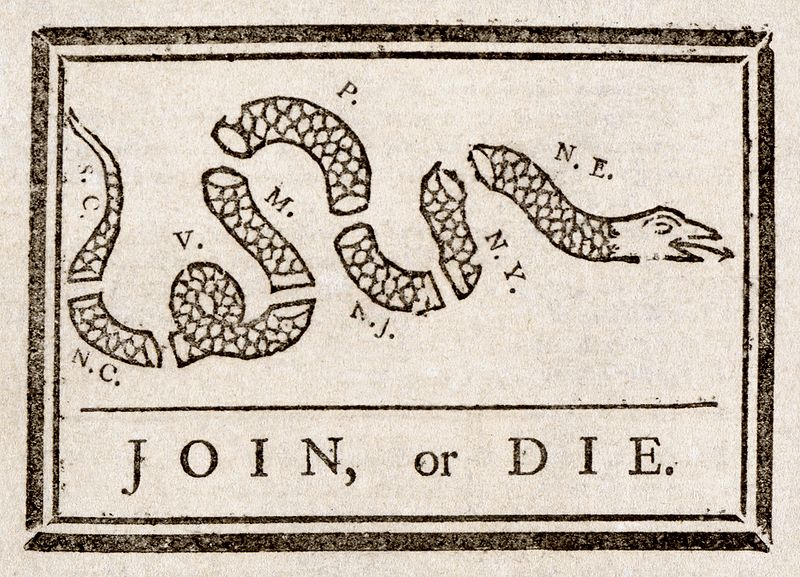 P.
N. E.
S. C.
M.
V.
N. Y.
N. J.
N. C.
JOIN, or DIE.